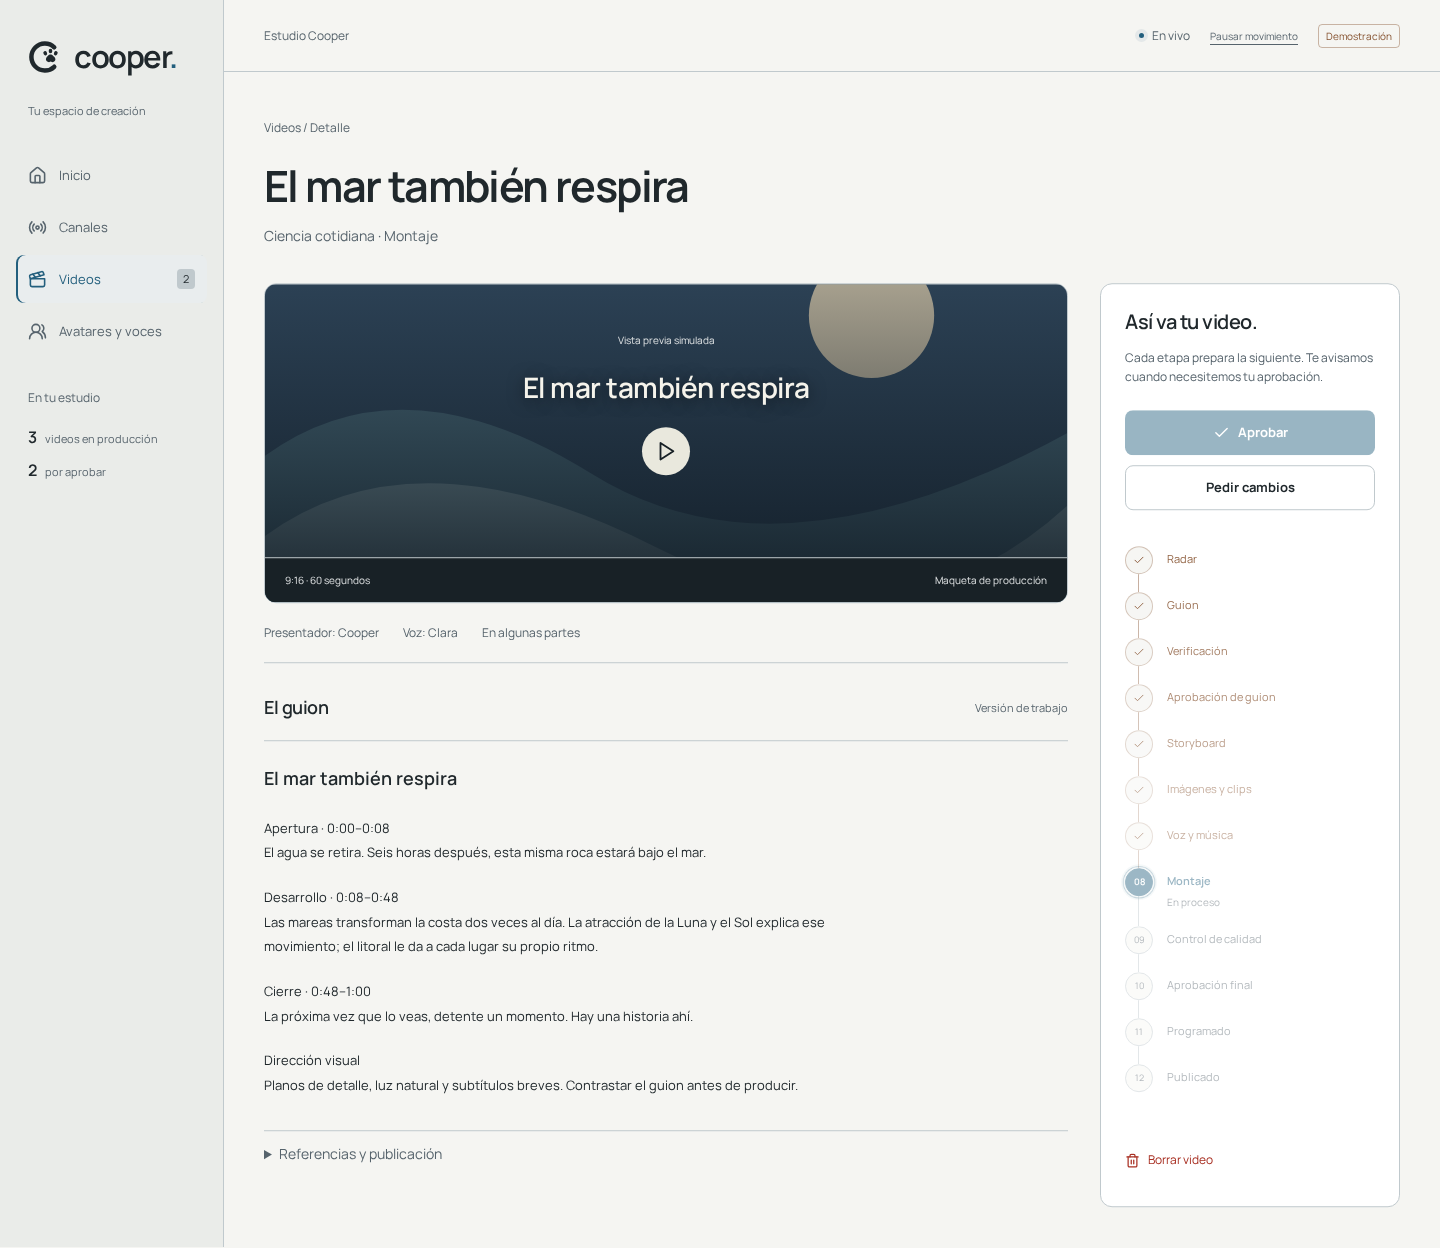 cooper.
Tu espacio de creación
Inicio
Canales
Videos 2
Avatares y voces
En tu estudio
3 videos en producción
2 por aprobar
Estudio Cooper
En vivo
Pausar movimiento
Demostración
Videos / Detalle
El mar también respira
Ciencia cotidiana · Montaje
Vista previa simulada
El mar también respira
9:16 · 60 segundos
Maqueta de producción
Presentador: Cooper
Voz: Clara
En algunas partes
El guion
Versión de trabajo
El mar también respira
Apertura · 0:00–0:08
El agua se retira. Seis horas después, esta misma roca estará bajo el mar.
Desarrollo · 0:08–0:48
Las mareas transforman la costa dos veces al día. La atracción de la Luna y el Sol explica ese
movimiento; el litoral le da a cada lugar su propio ritmo.
Cierre · 0:48–1:00
La próxima vez que lo veas, detente un momento. Hay una historia ahí.
Dirección visual
Planos de detalle, luz natural y subtítulos breves. Contrastar el guion antes de producir.
Referencias y publicación
Así va tu video.
Cada etapa prepara la siguiente. Te avisamos
cuando necesitemos tu aprobación.
Aprobar
Pedir cambios
Radar
Guion
Verificación
Aprobación de guion
Storyboard
Imágenes y clips
Voz y música
08 Montaje
En proceso
09 Control de calidad
10 Aprobación final
11 Programado
12 Publicado
Borrar video